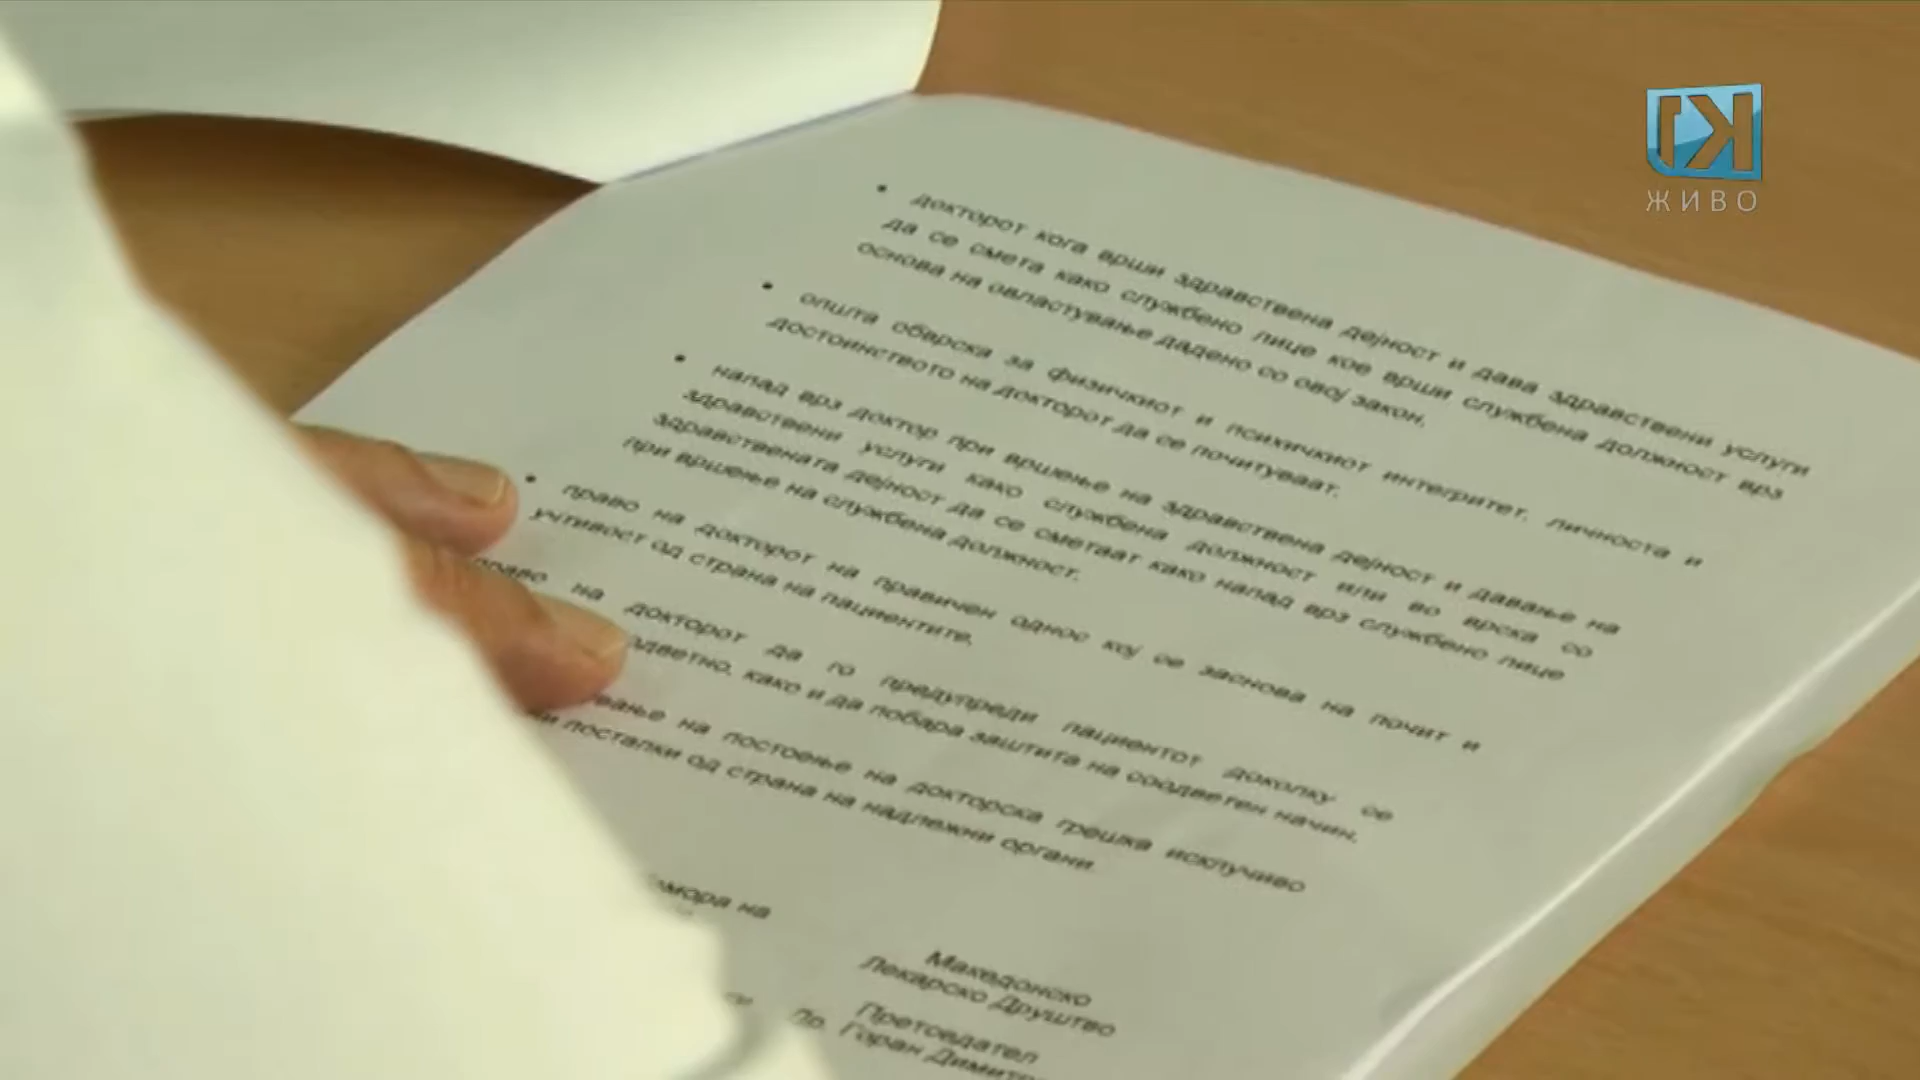 1К
ЖИВО
• докторот кога врши здравствена дејност и дава здравствени услуги
да се смета како службено лице кое врши службена должност врз
основа на овластување дадено со овој закон,
• општа обврска за физичкиот и психичкиот интегритет, личноста и
достоинството на докторот да се почитуваат,
• напад врз доктор при вршење на здравствена дејност и давање на
здравствени услуги како службена должност или во врска со
здравствената дејност да се сметаат како напад врз службено лице
при вршење на службена должност,
• право на докторот на правичен однос кој се заснова на почит и
учтивост од страна на пациентите,
право на докторот да го предупреди пациентот доколку се
одветно, како и да побара заштита на соодветен начин,
вање на постоење на докторска грешка исклучиво
ни постапки од страна на надлежни органи.
омора на
Македонско
Лекарско Друштво
Претседател
Горан Димитр